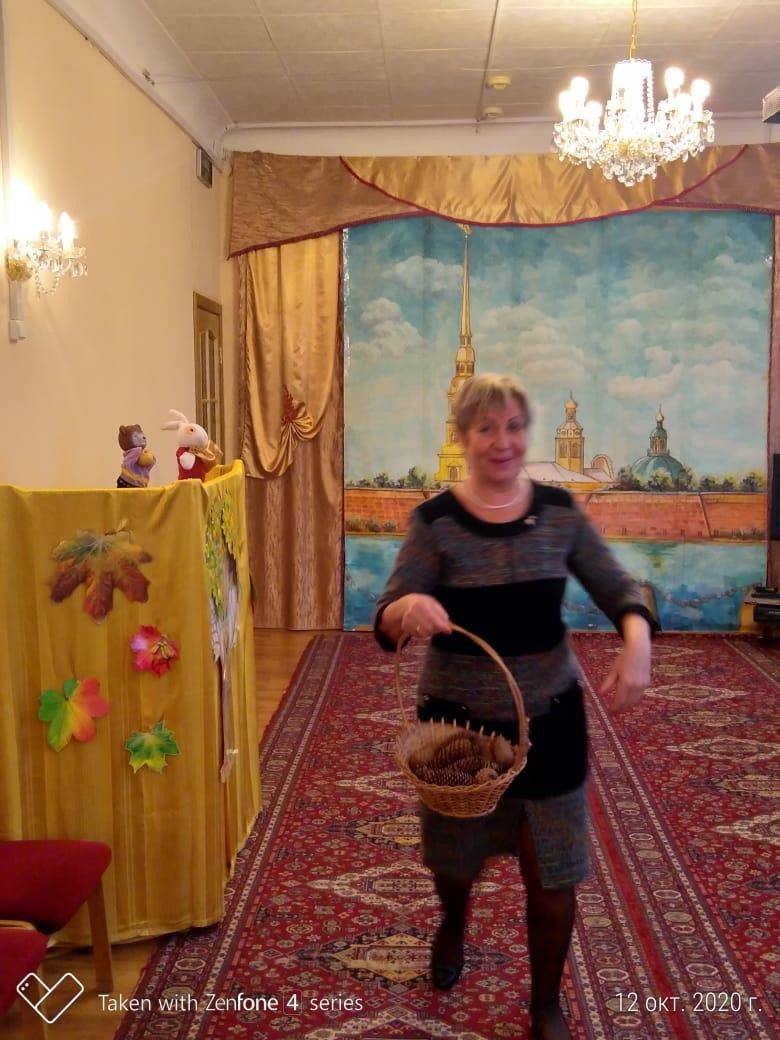 Taken with Zenfone 4 series
12 окт. 2020 г.